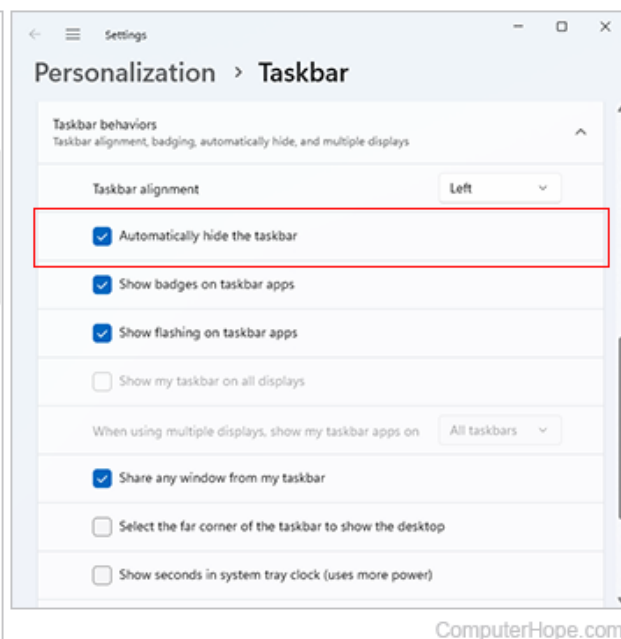 Settings
Personalization > Taskbar
Taskbar behaviors
Taskbar alignment, badging, automatically hide, and multiple displays
Taskbar alignment Left
Automatically hide the taskbar
Show badges on taskbar apps
Show flashing on taskbar apps
Show my taskbar on all displays
When using multiple displays, show my taskbar apps on All taskbars
Share any window from my taskbar
Select the far corner of the taskbar to show the desktop
Show seconds in system tray clock (uses more power)
ComputerHope.com